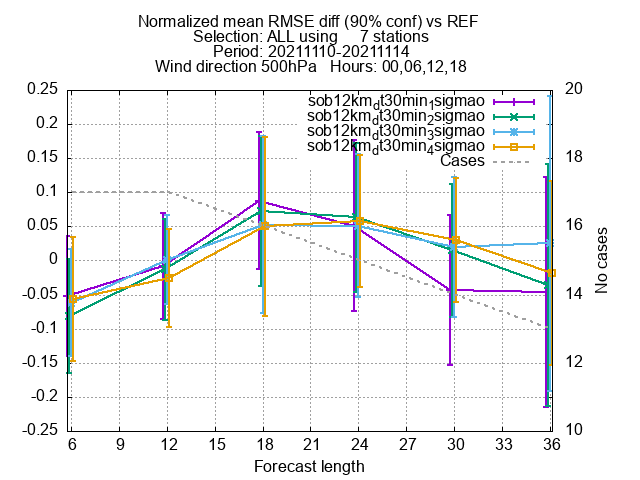 Normalized mean RMSE diff (90% conf) vs REF
Selection: ALL using 7 stations
Period: 20211110-20211114
Wind direction 500hPa Hours: 00,06,12,18
sob12km_dt30min_1sigmao
sob12km_dt30min_2sigmao
sob12km_dt30min_3sigmao
sob12km_dt30min_4sigmao
Cases
0.25
0.2
0.15
0.1
0.05
0
-0.05
-0.1
-0.15
-0.2
-0.25
20
18
16
14
12
10
No cases
6 9 12 15 18 21 24 27 30 33 36
Forecast length